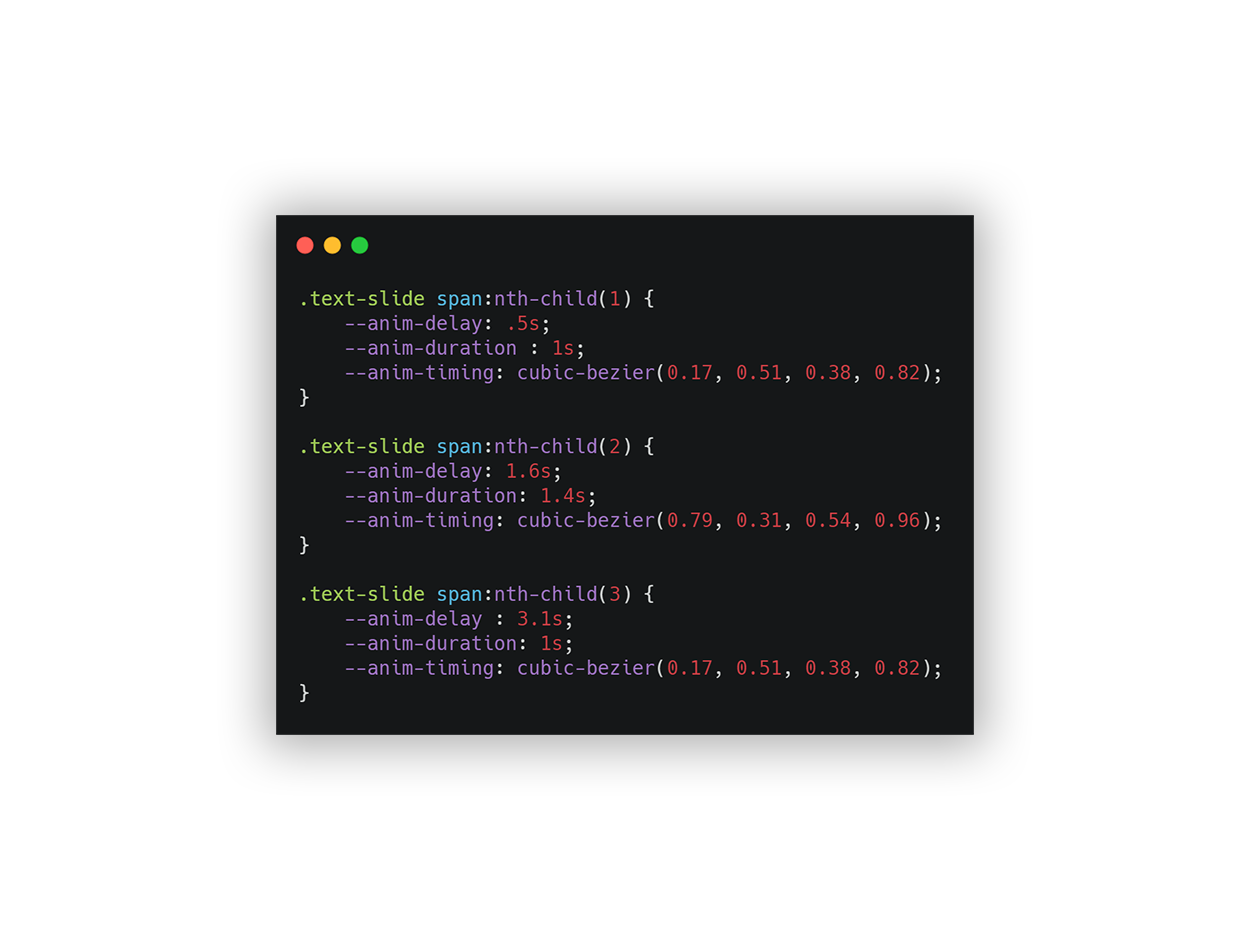 .text-slide span:nth-child(1) {
    --anim-delay: .5s;
    --anim-duration : 1s;
    --anim-timing: cubic-bezier(0.17, 0.51, 0.38, 0.82);
}

.text-slide span:nth-child(2) {
    --anim-delay: 1.6s;
    --anim-duration: 1.4s;
    --anim-timing: cubic-bezier(0.79, 0.31, 0.54, 0.96);
}

.text-slide span:nth-child(3) {
    --anim-delay : 3.1s;
    --anim-duration: 1s;
    --anim-timing: cubic-bezier(0.17, 0.51, 0.38, 0.82);
}